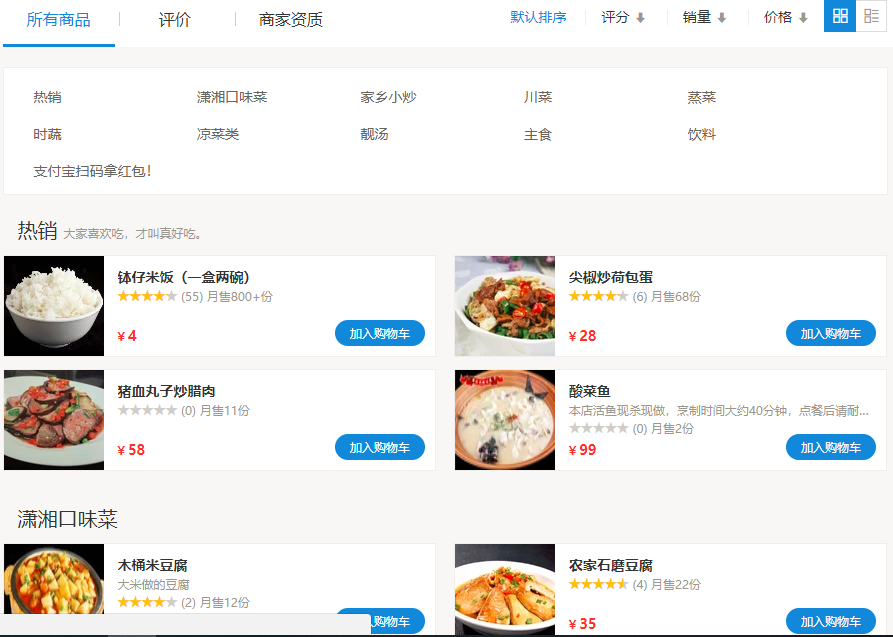 所有商品 评价 商家资质 默认排序 评分 销量 价格
热销 潇湘口味菜 家乡小炒 川菜 蒸菜
时蔬 凉菜类 靓汤 主食 饮料
支付宝扫码拿红包！
热销 大家喜欢吃，才叫真好吃。
钵仔米饭（一盒两碗）
(55) 月售800+份
¥ 4 加入购物车
尖椒炒荷包蛋
(6) 月售68份
¥ 28 加入购物车
猪血丸子炒腊肉
(0) 月售11份
¥ 58 加入购物车
酸菜鱼
本店活鱼现杀现做，烹制时间大约40分钟，点餐后请耐...
(0) 月售2份
¥ 99 加入购物车
潇湘口味菜
木桶米豆腐
大米做的豆腐
(2) 月售12份
购物车
农家石磨豆腐
(4) 月售22份
¥ 35 加入购物车